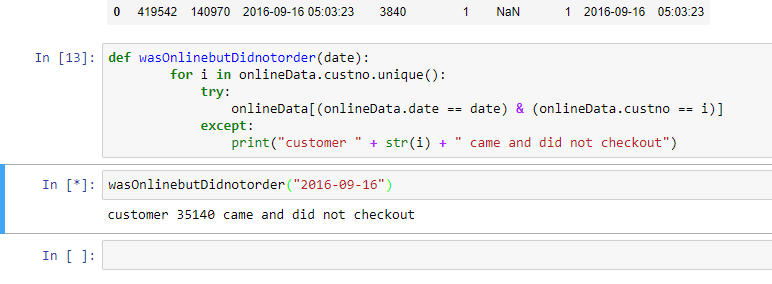 0 419542 140970 2016-09-16 05:03:23 3840 1 NaN 1 2016-09-16 05:03:23
In [13]: def wasOnlinebutDidnotorder(date):
for i in onlineData.custno.unique():
try:
onlineData[(onlineData.date == date) & (onlineData.custno == i)]
except:
print("customer " + str(i) + " came and did not checkout")
In [*]: wasOnlinebutDidnotorder("2016-09-16")
customer 35140 came and did not checkout
In [ ]: